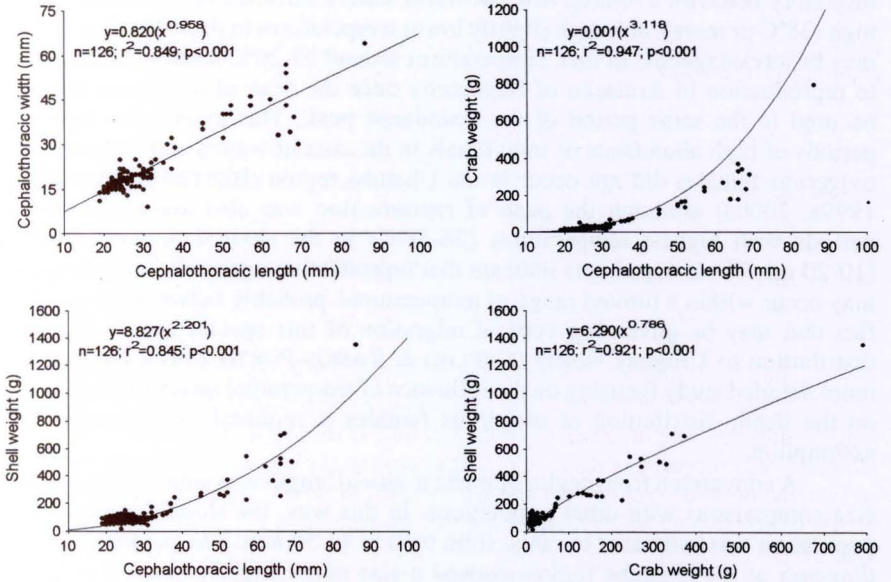 75
60
45
30
15
0
Cephalothoracic width (mm)
y=0.820(x^0.958)
n=126; r²=0.849; p<0.001
10 20 30 40 50 60 70 80 90 100
Cephalothoracic length (mm)
1200
1000
800
600
400
200
0
Crab weight (g)
y=0.001(x^3.118)
n=126; r²=0.947; p<0.001
10 20 30 40 50 60 70 80 90 100
Cephalothoracic length (mm)
1600
1400
1200
1000
800
600
400
200
0
Shell weight (g)
y=8.827(x^2.201)
n=126; r²=0.845; p<0.001
10 20 30 40 50 60 70 80 90 100
Cephalothoracic length (mm)
1600
1400
1200
1000
800
600
400
200
0
Shell weight (g)
y=6.290(x^0.785)
n=126; r²=0.921; p<0.001
0 100 200 300 400 500 600 700 800
Crab weight (g)